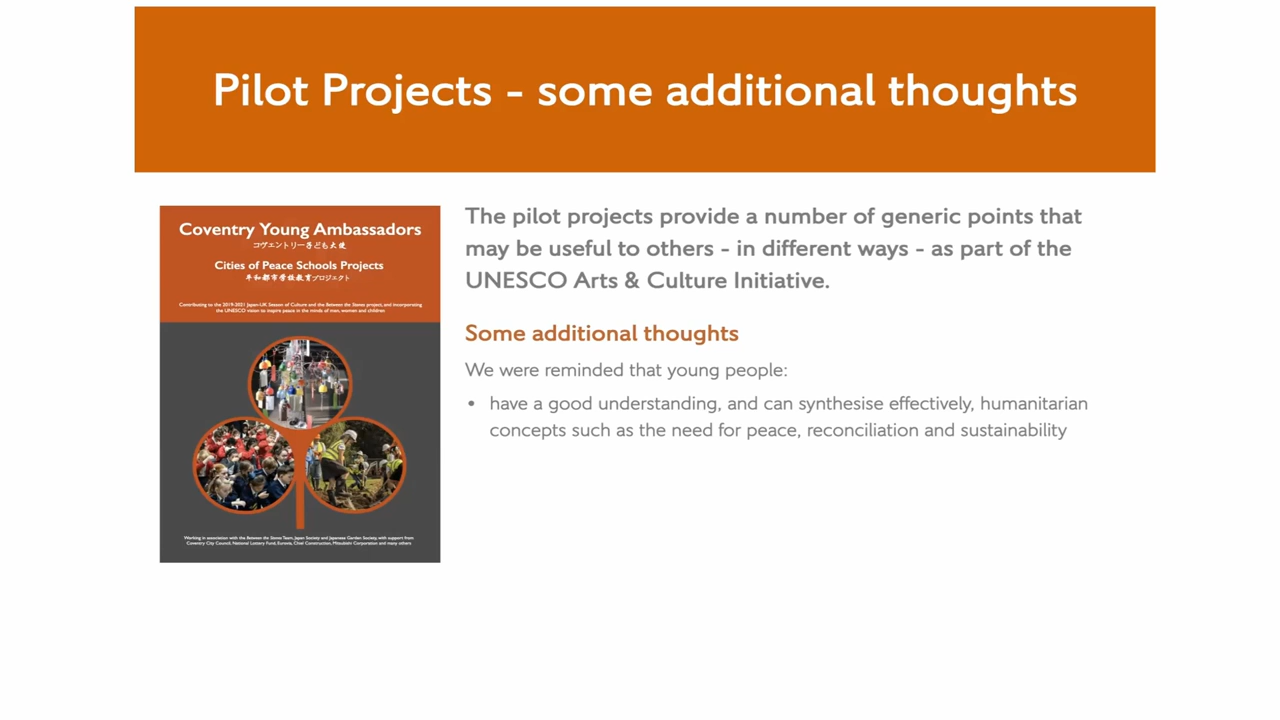 Pilot Projects - some additional thoughts
Coventry Young Ambassadors
コヴェントリー子ども大使
Cities of Peace Schools Projects
平和都市学校教育プロジェクト
Contributing to the 2019-2021 Japan-UK Season of Culture and the Between the Stones project, and incorporating
the UNESCO vision to inspire peace in the minds of men, women and children
Working in association with the Between the Stones Team, Japan Society and Japanese Garden Society, with support from
Coventry City Council, National Lottery Fund, Eurovia, Chief Construction, Mitsubishi Corporation and many others
The pilot projects provide a number of generic points that
may be useful to others - in different ways - as part of the
UNESCO Arts & Culture Initiative.
Some additional thoughts
We were reminded that young people:
• have a good understanding, and can synthesise effectively, humanitarian
concepts such as the need for peace, reconciliation and sustainability